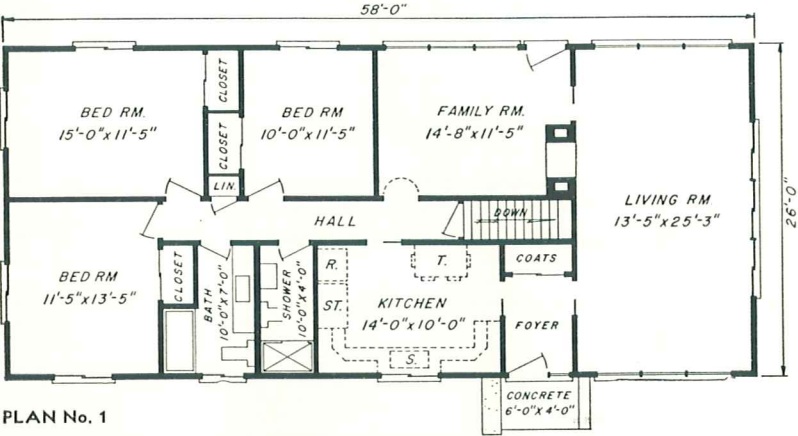 58'-0"
CLOSET
BED RM.
15'-0"x11'-5"
BED RM
10'-0"x11'-5"
FAMILY RM.
14'-8"x11'-5"
CLOSET
LIN.
LIVING RM
13'-5"x25'-3"
26'-0"
HALL
DOWN
BED RM
11'-5"x13'-5"
CLOSET
BATH
10'-0"x7'-0"
SHOWER
10'-0"x4'-0"
R.
T.
ST.
KITCHEN
14'-0"x10'-0"
S.
COATS
FOYER
CONCRETE
6'-0"x4'-0"
PLAN No. 1